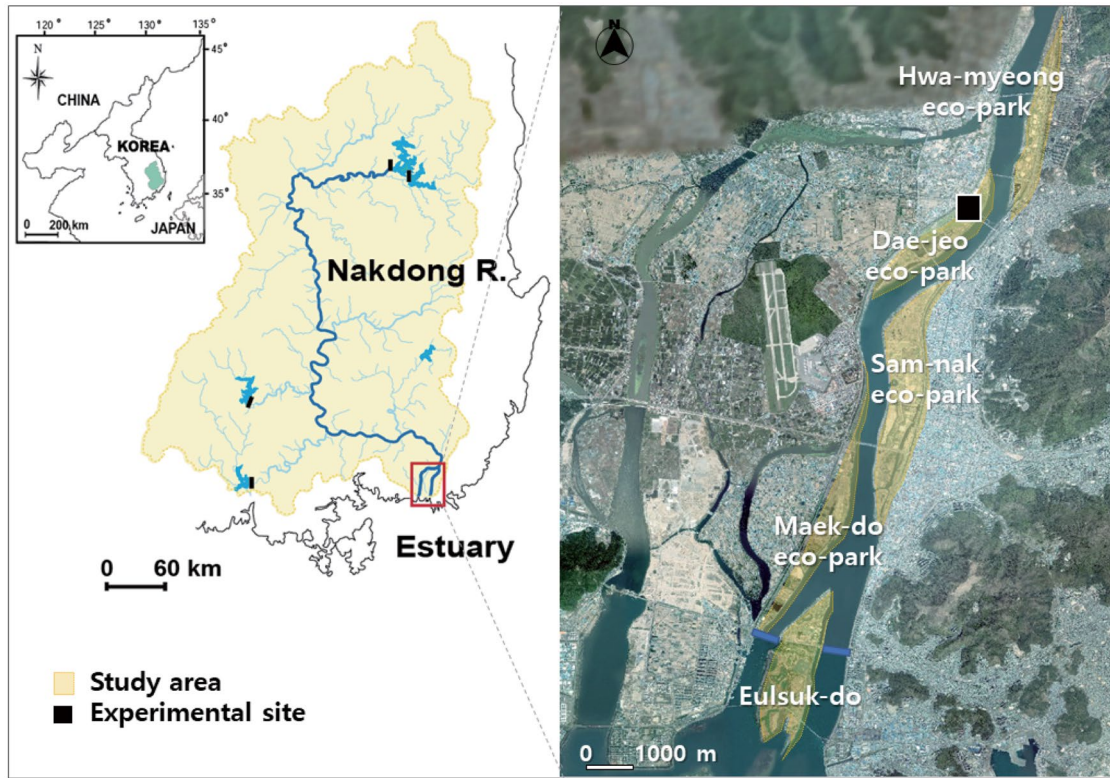 120° 125° 130° 135°
45°
40°
35°
N
CHINA
KOREA
JAPAN
0 200 km
Nakdong R.
Estuary
0 60 km
Study area
Experimental site
N
Hwa-myeong
eco-park
Dae-jeo
eco-park
Sam-nak
eco-park
Maek-do
eco-park
Eulsuk-do
0 1000 m